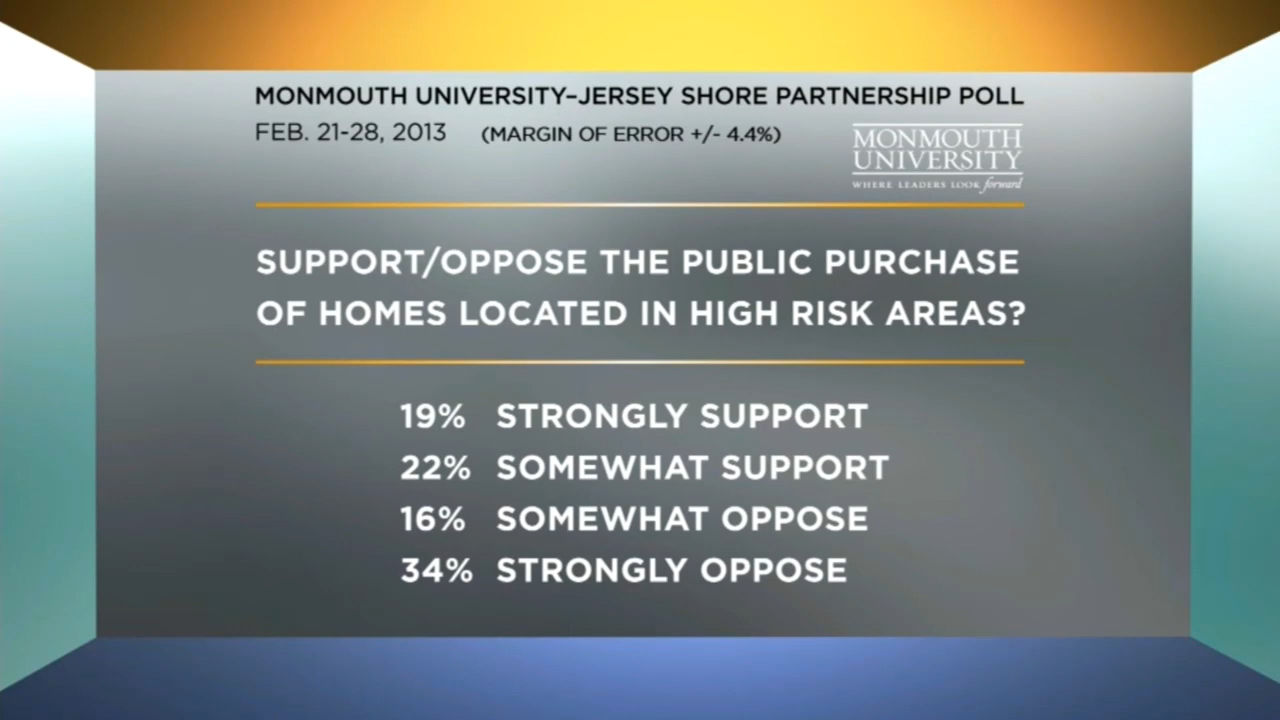 MONMOUTH UNIVERSITY–JERSEY SHORE PARTNERSHIP POLL
FEB. 21-28, 2013 (MARGIN OF ERROR +/- 4.4%)
MONMOUTH
UNIVERSITY
WHERE LEADERS LOOK forward
SUPPORT/OPPOSE THE PUBLIC PURCHASE
OF HOMES LOCATED IN HIGH RISK AREAS?
19% STRONGLY SUPPORT
22% SOMEWHAT SUPPORT
16% SOMEWHAT OPPOSE
34% STRONGLY OPPOSE